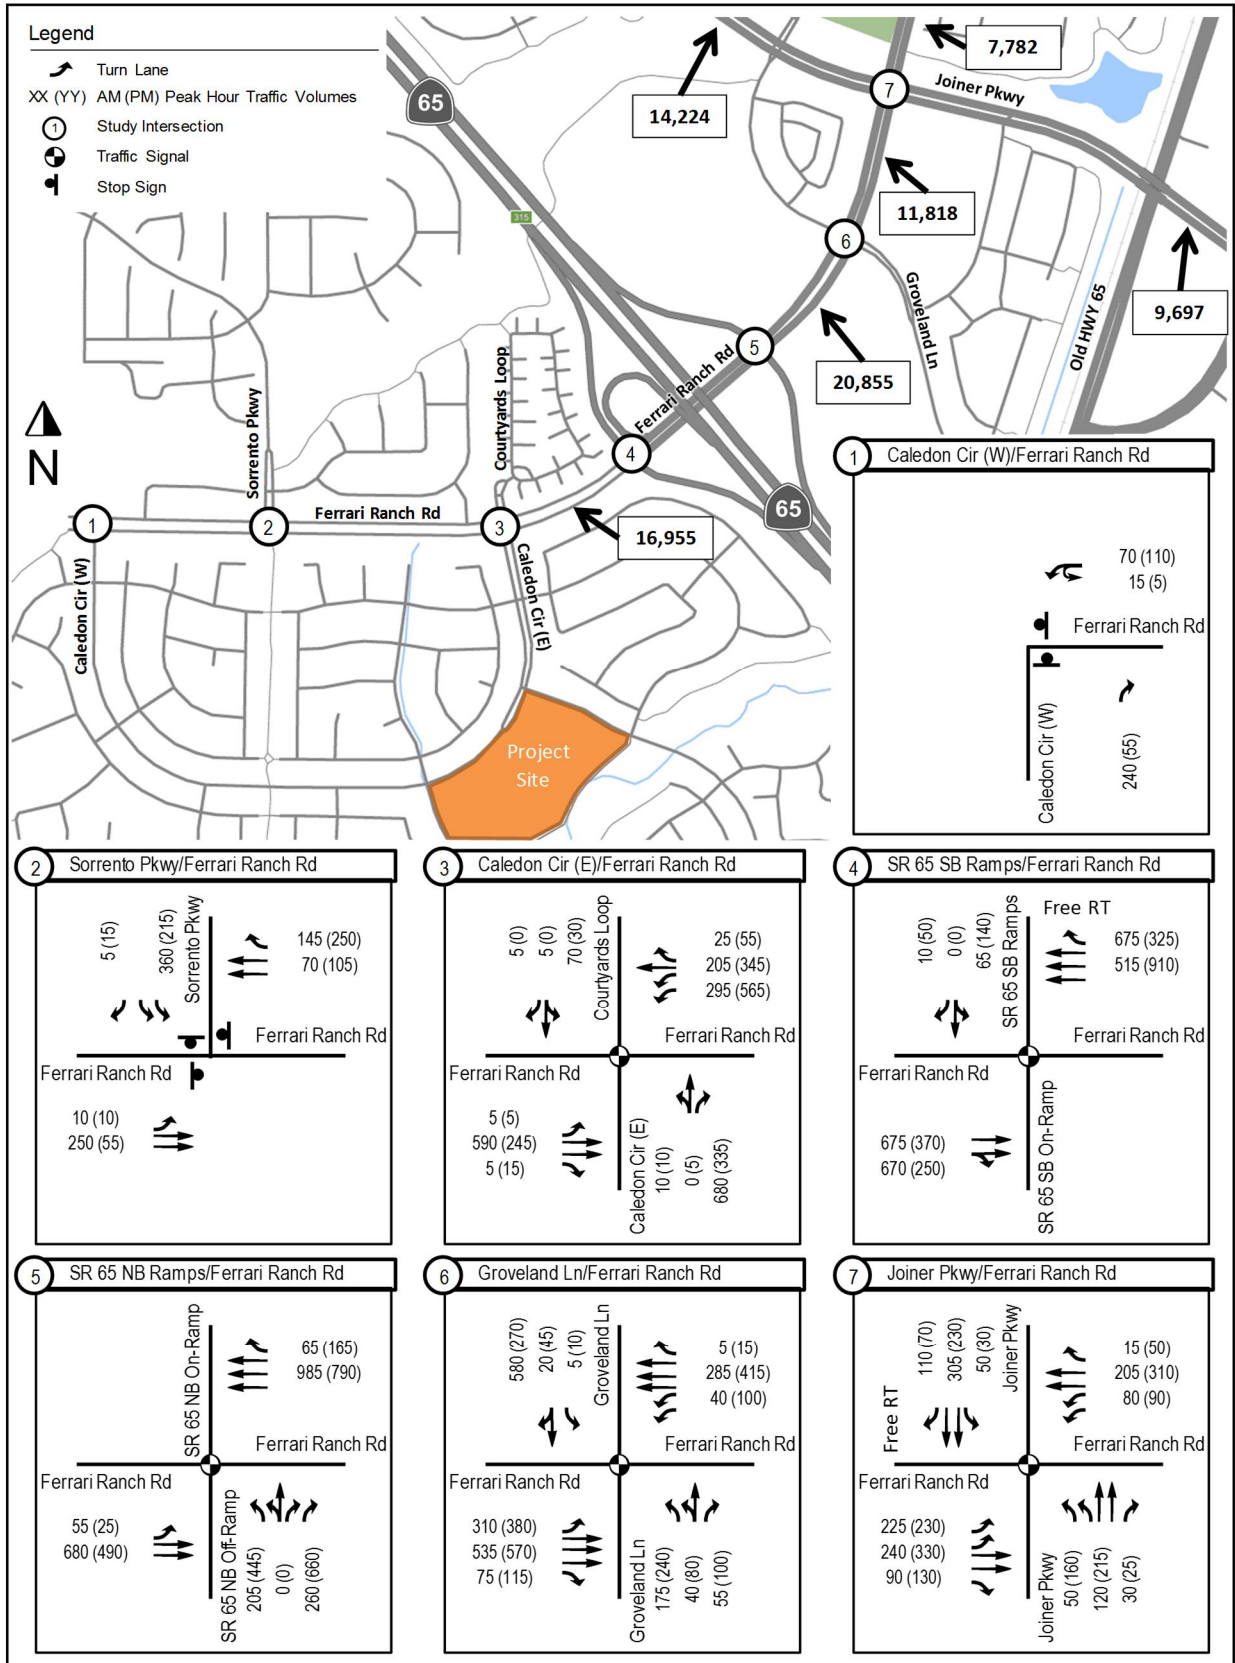 Legend
Turn Lane
XX (YY) AM (PM) Peak Hour Traffic Volumes
1 Study Intersection
Traffic Signal
Stop Sign
65
315
7,782
Joiner Pkwy
14,224
7
11,818
6
Groveland Ln
Old HWY 65
9,697
5
20,855
Ferrari Ranch Rd
4
65
Courtyards Loop
Sorrento Pkwy
N
1
2
Ferrari Ranch Rd
3
16,955
Caledon Cir (W)
Caledon Cir (E)
Project
Site
1 Caledon Cir (W)/Ferrari Ranch Rd
70 (110)
15 (5)
Ferrari Ranch Rd
Caledon Cir (W)
240 (55)
2 Sorrento Pkwy/Ferrari Ranch Rd
5 (15)
360 (215)
Sorrento Pkwy
145 (250)
70 (105)
Ferrari Ranch Rd
Ferrari Ranch Rd
10 (10)
250 (55)
3 Caledon Cir (E)/Ferrari Ranch Rd
5 (0)
5 (0)
70 (30)
Courtyards Loop
25 (55)
205 (345)
295 (565)
Ferrari Ranch Rd
Ferrari Ranch Rd
5 (5)
590 (245)
5 (15)
Caledon Cir (E)
10 (10)
0 (5)
680 (335)
4 SR 65 SB Ramps/Ferrari Ranch Rd
10 (50)
0 (0)
65 (140)
SR 65 SB Ramps
Free RT
675 (325)
515 (910)
Ferrari Ranch Rd
Ferrari Ranch Rd
675 (370)
670 (250)
SR 65 SB On-Ramp
5 SR 65 NB Ramps/Ferrari Ranch Rd
SR 65 NB On-Ramp
65 (165)
985 (790)
Ferrari Ranch Rd
Ferrari Ranch Rd
55 (25)
680 (490)
SR 65 NB Off-Ramp
205 (445)
0 (0)
260 (660)
6 Groveland Ln/Ferrari Ranch Rd
580 (270)
20 (45)
5 (10)
Groveland Ln
5 (15)
285 (415)
40 (100)
Ferrari Ranch Rd
Ferrari Ranch Rd
310 (380)
535 (570)
75 (115)
Groveland Ln
175 (240)
40 (80)
55 (100)
7 Joiner Pkwy/Ferrari Ranch Rd
Free RT
110 (70)
305 (230)
50 (30)
Joiner Pkwy
15 (50)
205 (310)
80 (90)
Ferrari Ranch Rd
Ferrari Ranch Rd
225 (230)
240 (330)
90 (130)
Joiner Pkwy
50 (160)
120 (215)
30 (25)